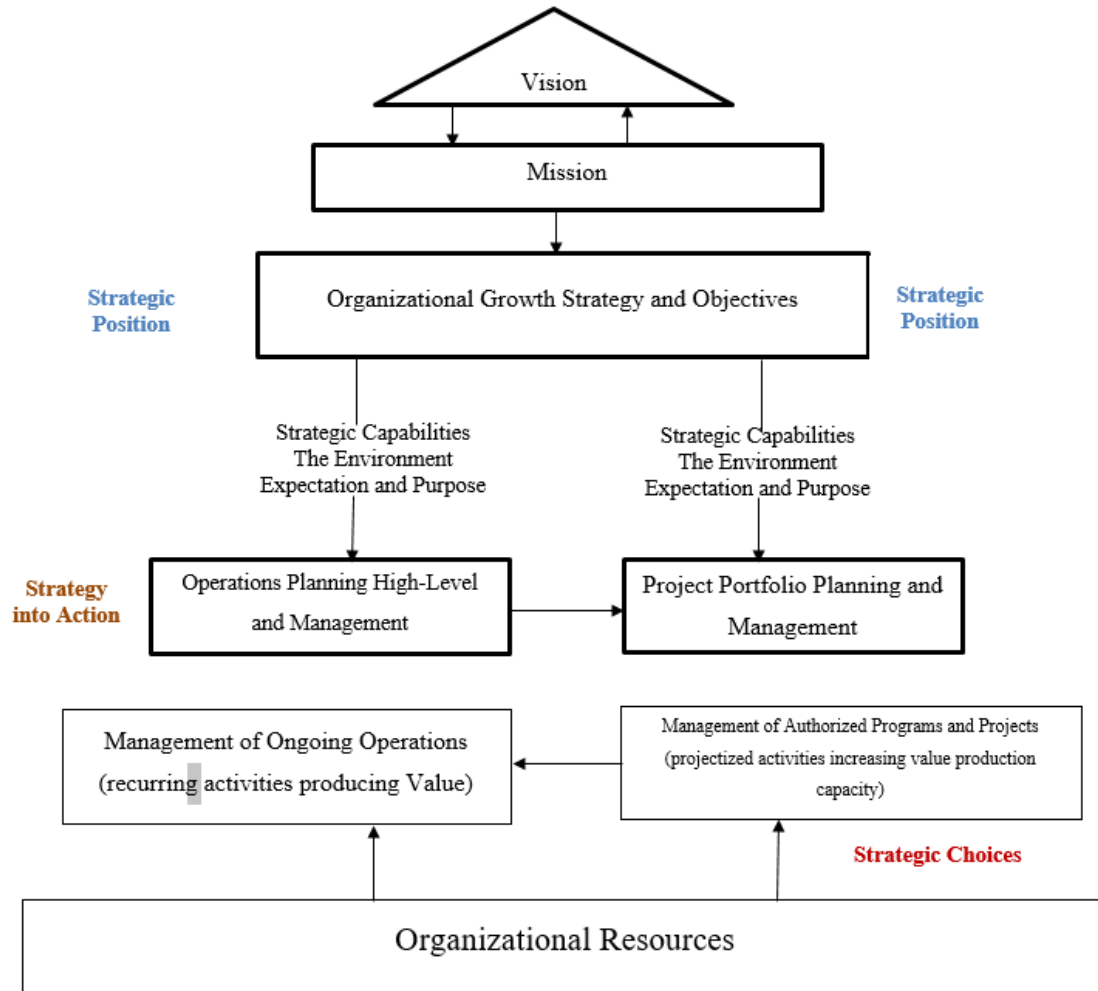 Vision
Mission
Organizational Growth Strategy and Objectives
Strategic
Position
Strategic
Position
Strategic Capabilities
The Environment
Expectation and Purpose
Strategic Capabilities
The Environment
Expectation and Purpose
Strategy
into Action
Operations Planning High-Level
and Management
Project Portfolio Planning and
Management
Management of Ongoing Operations
(recurring activities producing Value)
Management of Authorized Programs and Projects
(projectized activities increasing value production
capacity)
Strategic Choices
Organizational Resources